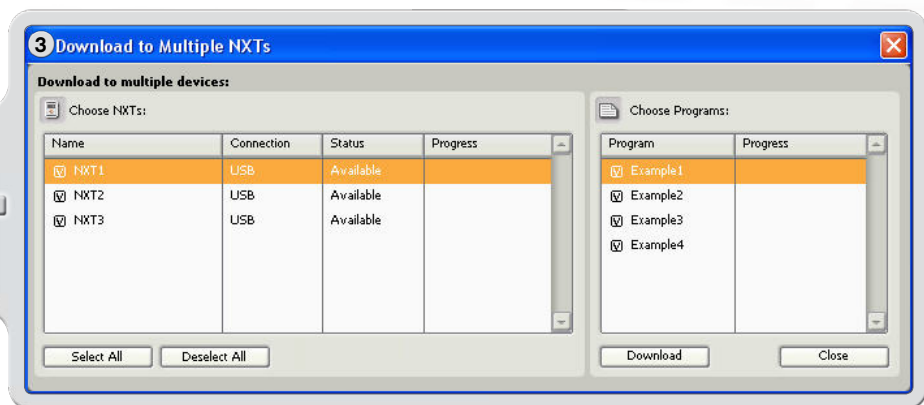 3 Download to Multiple NXTs
Download to multiple devices:
Choose NXTs:
Name Connection Status Progress
NXT1 USB Available
NXT2 USB Available
NXT3 USB Available
Select All Deselect All
Choose Programs:
Program Progress
Example1
Example2
Example3
Example4
Download Close